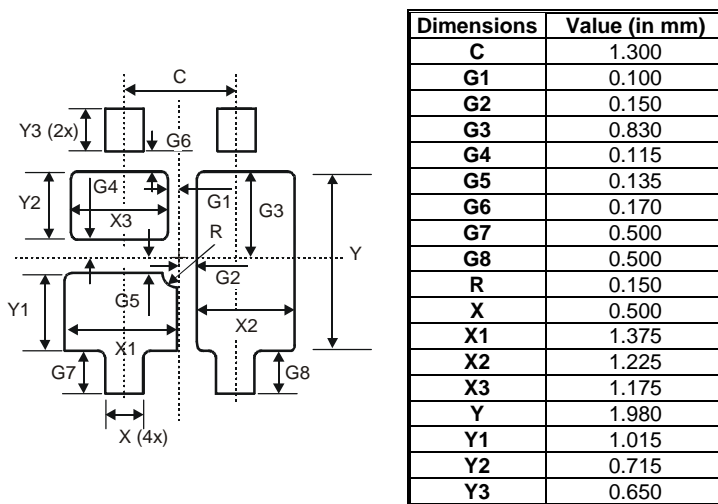 C
Y3 (2x)
G6
Y2
G4
G1
G3
X3
R
Y
G2
Y1
G5
X1
X2
G7
G8
X (4x)
Dimensions Value (in mm)
C 1.300
G1 0.100
G2 0.150
G3 0.830
G4 0.115
G5 0.135
G6 0.170
G7 0.500
G8 0.500
R 0.150
X 0.500
X1 1.375
X2 1.225
X3 1.175
Y 1.980
Y1 1.015
Y2 0.715
Y3 0.650